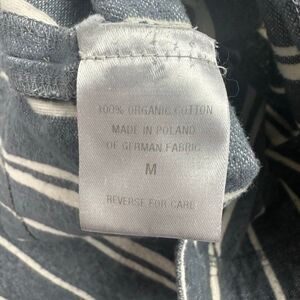 100% ORGANIC COTTON
MADE IN POLAND
OF GERMAN FABRIC
M
REVERSE FOR CARE